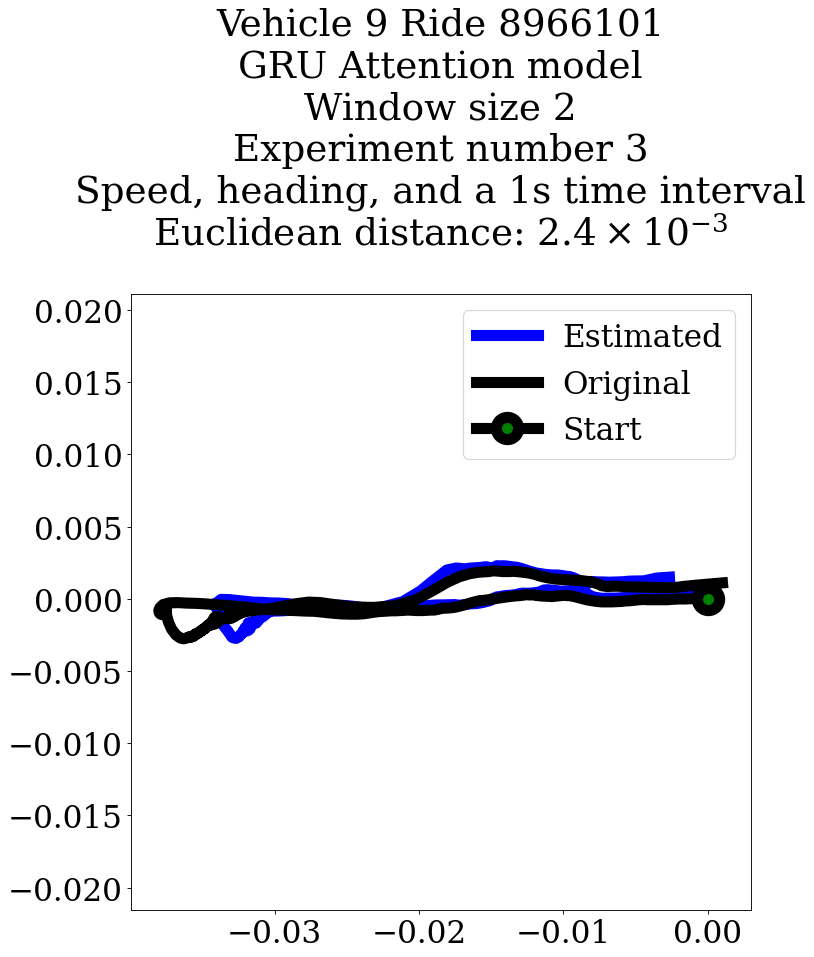 Vehicle 9 Ride 8966101
GRU Attention model
Window size 2
Experiment number 3
Speed, heading, and a 1s time interval
Euclidean distance: 2.4 × 10⁻³
Estimated
Original
Start
0.020
0.015
0.010
0.005
0.000
−0.005
−0.010
−0.015
−0.020
−0.03 −0.02 −0.01 0.00